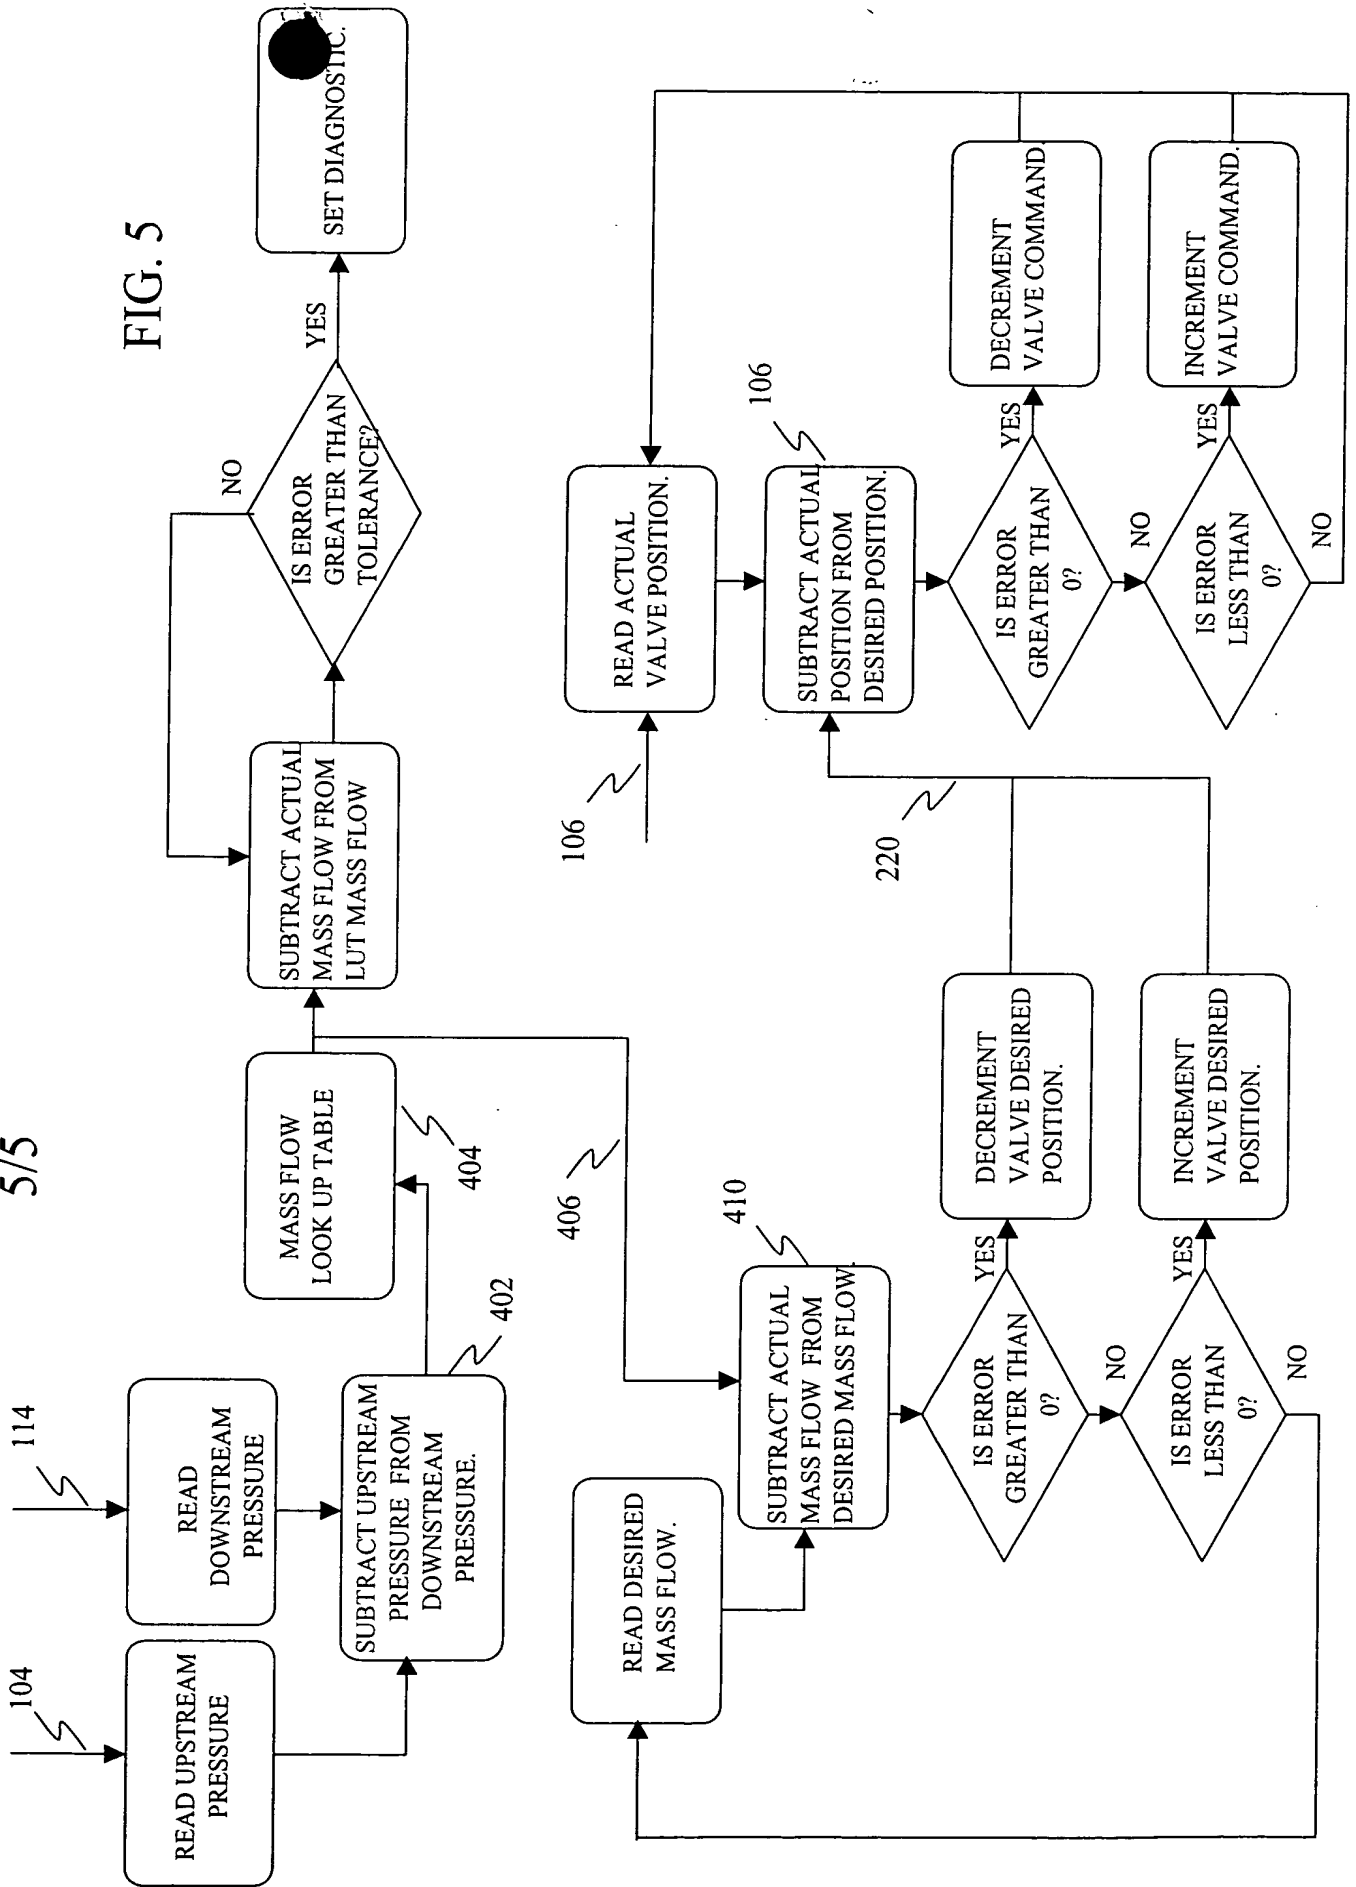 5/5
FIG. 5
104
114
READ UPSTREAM
PRESSURE
READ
DOWNSTREAM
PRESSURE
SUBTRACT UPSTREAM
PRESSURE FROM
DOWNSTREAM
PRESSURE.
402
MASS FLOW
LOOK UP TABLE
404
SUBTRACT ACTUAL
MASS FLOW FROM
LUT MASS FLOW
IS ERROR
GREATER THAN
TOLERANCE?
NO
YES
SET DIAGNOSTIC.
406
READ DESIRED
MASS FLOW.
SUBTRACT ACTUAL
MASS FLOW FROM
DESIRED MASS FLOW.
410
IS ERROR
GREATER THAN
0?
YES
DECREMENT
VALVE DESIRED
POSITION.
NO
IS ERROR
LESS THAN
0?
YES
INCREMENT
VALVE DESIRED
POSITION.
NO
220
106
READ ACTUAL
VALVE POSITION.
SUBTRACT ACTUAL
POSITION FROM
DESIRED POSITION.
106
IS ERROR
GREATER THAN
0?
YES
DECREMENT
VALVE COMMAND.
NO
IS ERROR
LESS THAN
0?
YES
INCREMENT
VALVE COMMAND.
NO